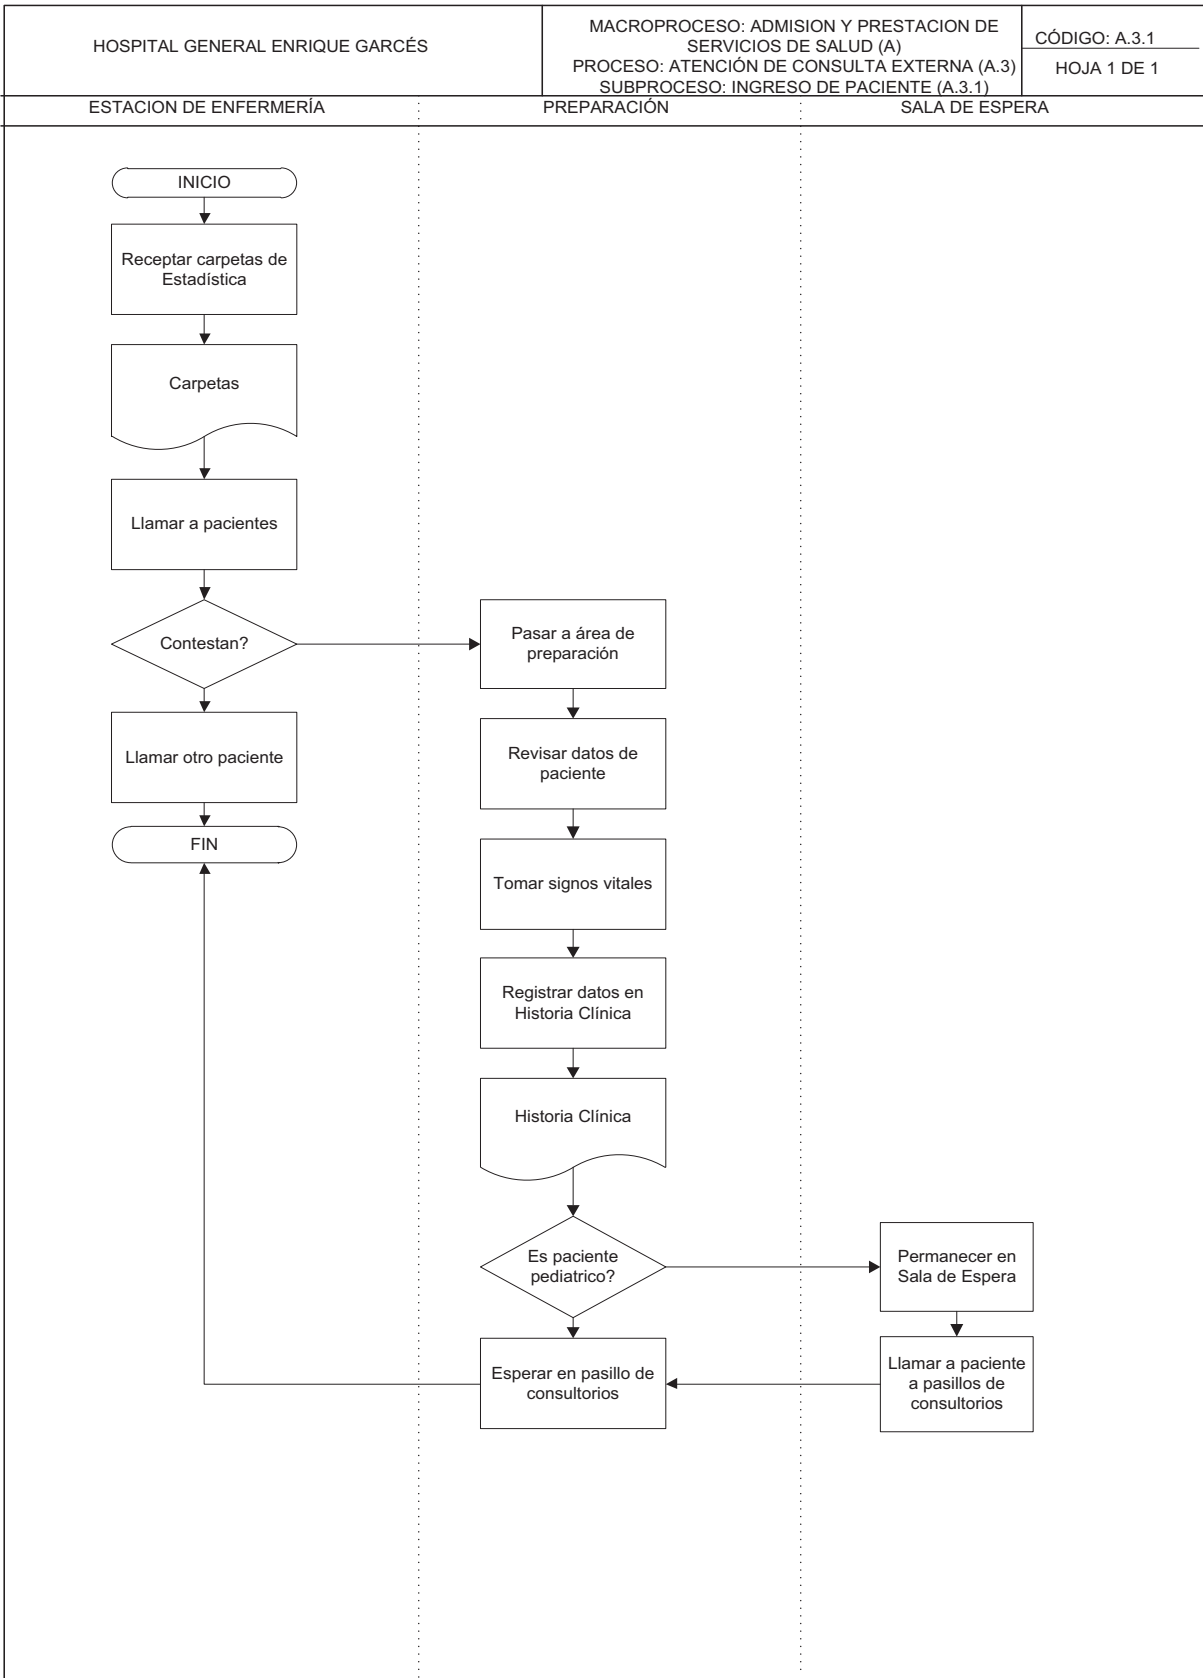 HOSPITAL GENERAL ENRIQUE GARCÉS
MACROPROCESO: ADMISION Y PRESTACION DE
SERVICIOS DE SALUD (A)
PROCESO: ATENCIÓN DE CONSULTA EXTERNA (A.3)
SUBPROCESO: INGRESO DE PACIENTE (A.3.1)
CÓDIGO: A.3.1
HOJA 1 DE 1
ESTACION DE ENFERMERÍA
PREPARACIÓN
SALA DE ESPERA
INICIO
Receptar carpetas de
Estadística
Carpetas
Llamar a pacientes
Contestan?
Llamar otro paciente
FIN
Pasar a área de
preparación
Revisar datos de
paciente
Tomar signos vitales
Registrar datos en
Historia Clínica
Historia Clínica
Es paciente
pediatrico?
Esperar en pasillo de
consultorios
Permanecer en
Sala de Espera
Llamar a paciente
a pasillos de
consultorios